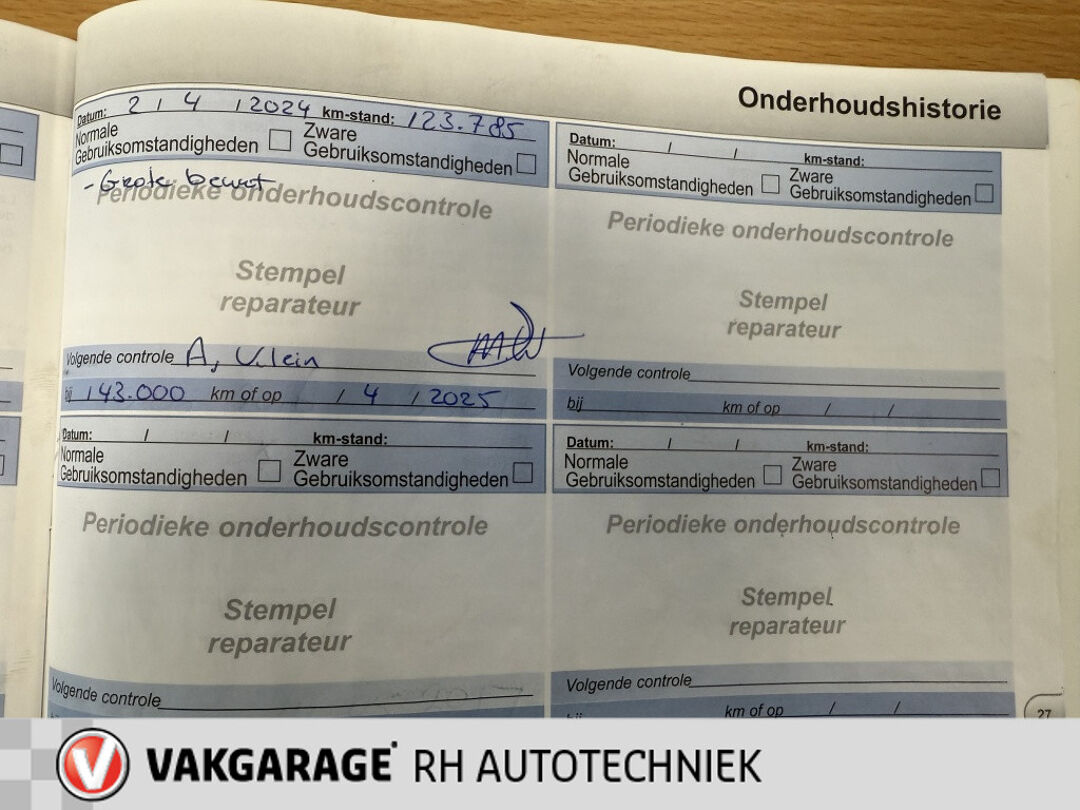 Onderhoudshistorie
Datum: 2 / 4 / 2024 km-stand: 123.785
Normale
Gebruiksomstandigheden
Zware
Gebruiksomstandigheden
- Grote beurt
Periodieke onderhoudscontrole
Stempel
reparateur
Volgende controle A,
bij 143.000 km of op / 4 / 2025
Datum: / / km-stand:
Normale
Gebruiksomstandigheden
Zware
Gebruiksomstandigheden
Periodieke onderhoudscontrole
Stempel
reparateur
Volgende controle
bij km of op / /
Datum: / / km-stand:
Normale
Gebruiksomstandigheden
Zware
Gebruiksomstandigheden
Periodieke onderhoudscontrole
Stempel
reparateur
Volgende controle
Datum: / / km-stand:
Normale
Gebruiksomstandigheden
Zware
Gebruiksomstandigheden
Periodieke onderhoudscontrole
Stempel
reparateur
Volgende controle
km of op / /
27
VAKGARAGE RH AUTOTECHNIEK